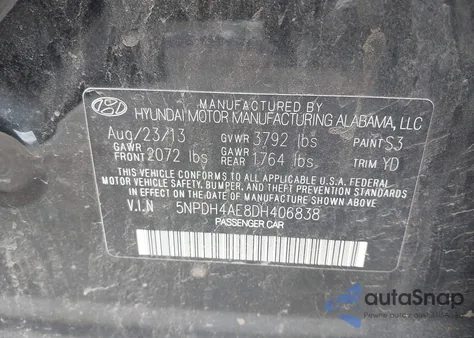 MANUFACTURED BY
HYUNDAI MOTOR MANUFACTURING ALABAMA, LLC
Aug/23/13 GVWR 3792 lbs PAINT S3
GAWR FRONT 2072 lbs GAWR REAR 1764 lbs TRIM YD
THIS VEHICLE CONFORMS TO ALL APPLICABLE U.S.A. FEDERAL
MOTOR VEHICLE SAFETY, BUMPER, AND THEFT PREVENTION
STANDARDS IN EFFECT ON THE DATE OF MANUFACTURE SHOWN ABOVE.
V.I.N 5NPDH4AE8DH406838
PASSENGER CAR
autoSnap
Pewne auta z